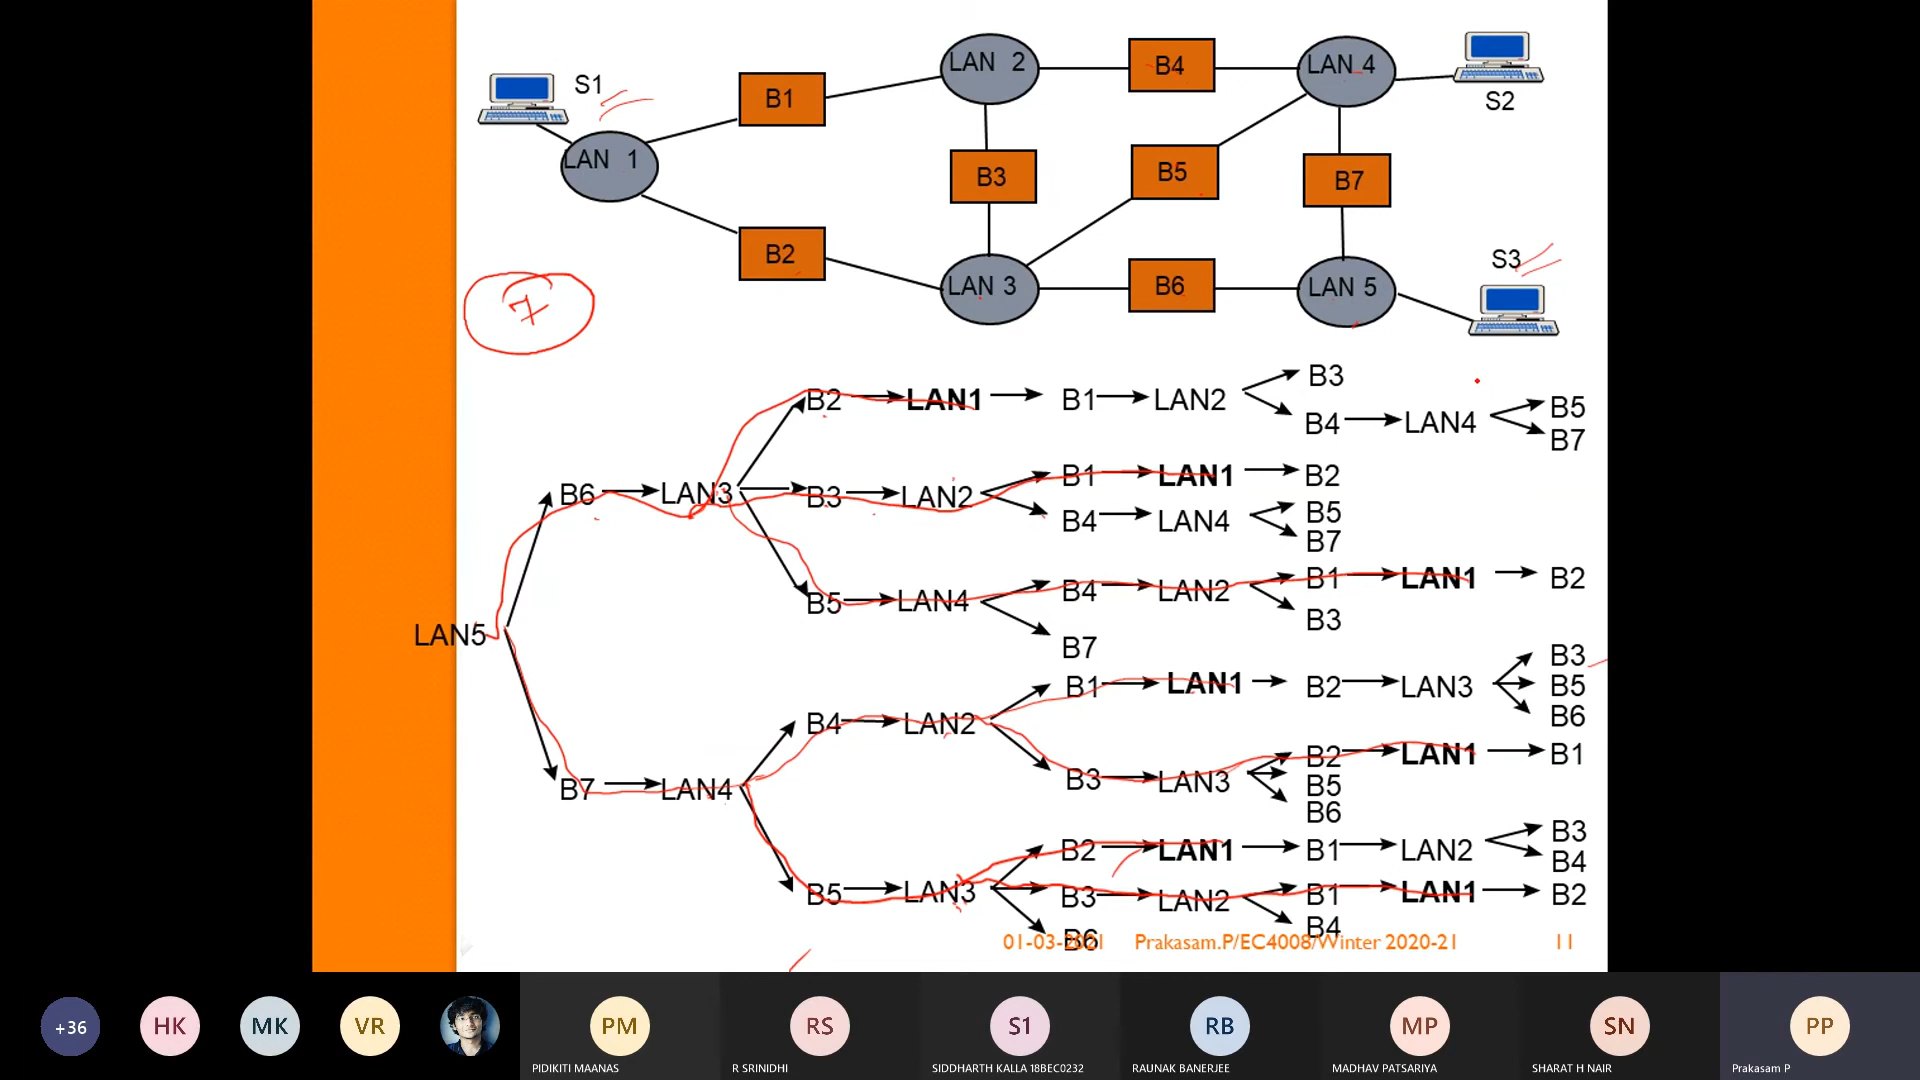 S1
LAN 1
B1
LAN 2
B4
LAN 4
S2
B3
B5
B7
B2
LAN 3
B6
LAN 5
S3
7
B2 LAN1 B1 LAN2 B3
B4 LAN4 B5
B7
B6 LAN3 B3 LAN2 B1 LAN1 B2
B4 LAN4 B5
B7
B5 LAN4 B4 LAN2 B1 LAN1 B2
B3
B7
LAN5
B1 LAN1 B2 LAN3 B3
B5
B6
B4 LAN2
B7 LAN4
B3 LAN3 B2 LAN1 B1
B5
B6
B2 LAN1 B1 LAN2 B3
B4
B5 LAN3 B3 LAN2 B1 LAN1 B2
B4
B6
01-03-2021 Prakasam.P/EC4008/Winter 2020-21 11
+36 HK MK VR PM RS S1 RB MP SN PP
PIDIKITI MAANAS R SRINIDHI SIDDHARTH KALLA 18BEC0232 RAUNAK BANERJEE MADHAV PATSARIYA SHARAT H NAIR Prakasam P